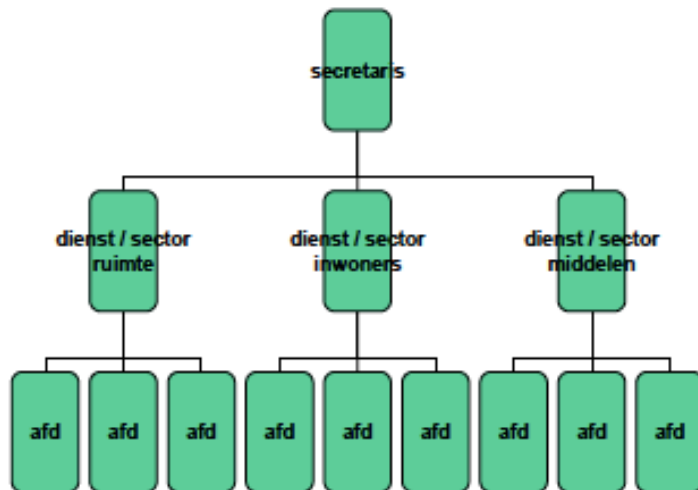 secretaris
dienst / sector
ruimte
dienst / sector
inwoners
dienst / sector
middelen
afd
afd
afd
afd
afd
afd
afd
afd
afd